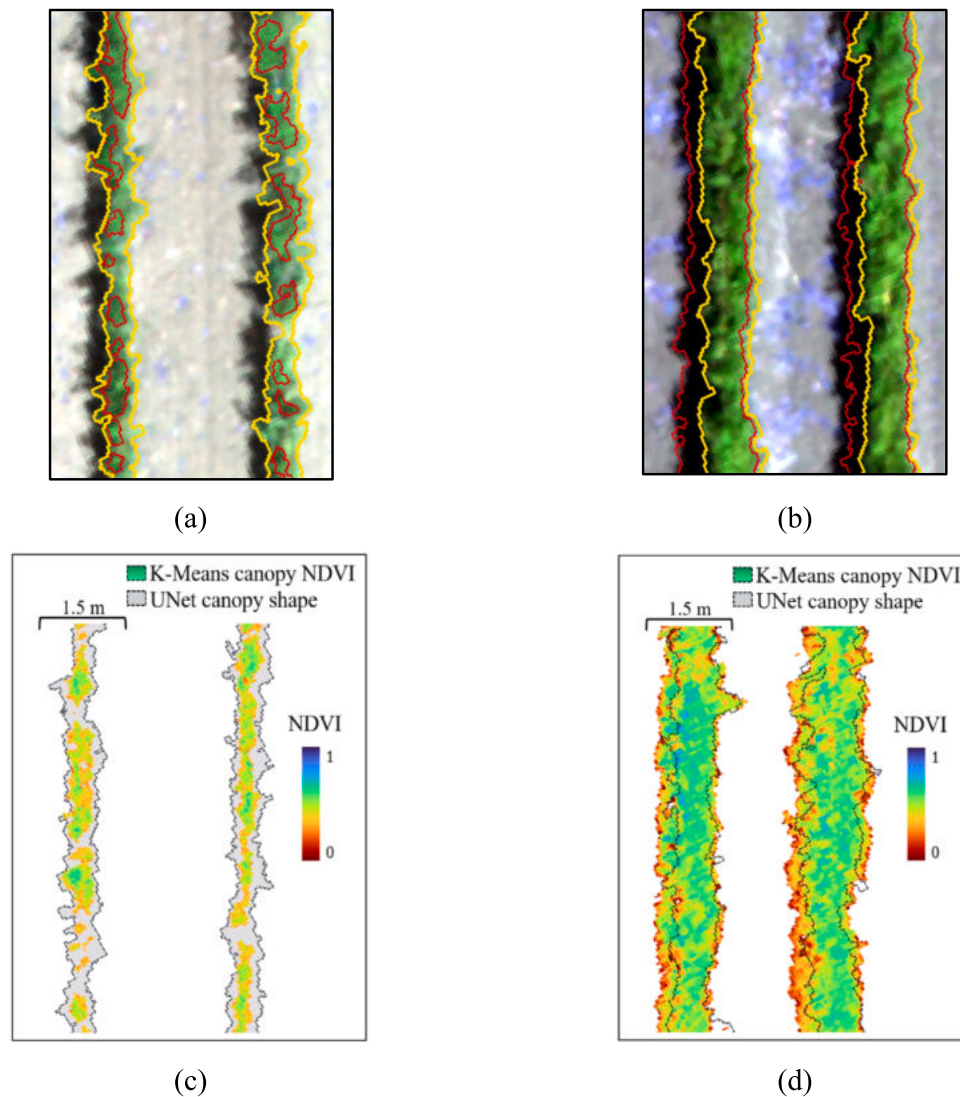 (a)
(b)
K-Means canopy NDVI
UNet canopy shape
1.5 m
NDVI
1
0
(c)
K-Means canopy NDVI
UNet canopy shape
1.5 m
NDVI
1
0
(d)